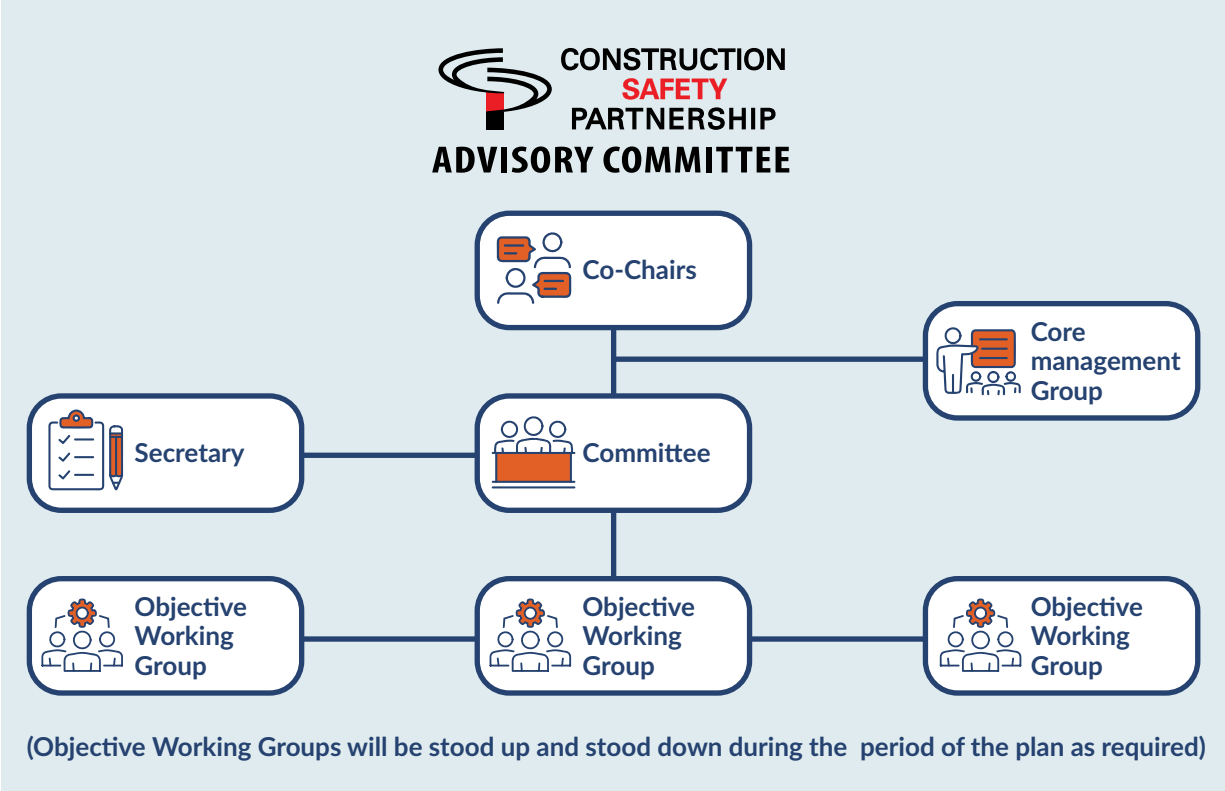 CONSTRUCTION
SAFETY
PARTNERSHIP
ADVISORY COMMITTEE
Co-Chairs
Core
management
Group
Secretary
Committee
Objective
Working
Group
Objective
Working
Group
Objective
Working
Group
(Objective Working Groups will be stood up and stood down during the period of the plan as required)